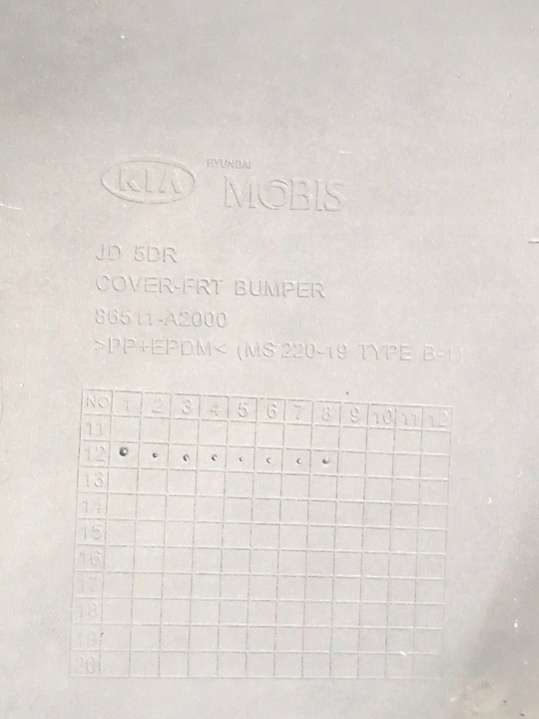 KIA HYUNDAI MOBIS
JD 5DR
COVER-FRT BUMPER
86511-A2000
>PP+EPDM< (MS 220-19 TYPE B-1)
NO 1 2 3 4 5 6 7 8 9 10 11 12
11
12
13
14
15
16
17
18
19
20